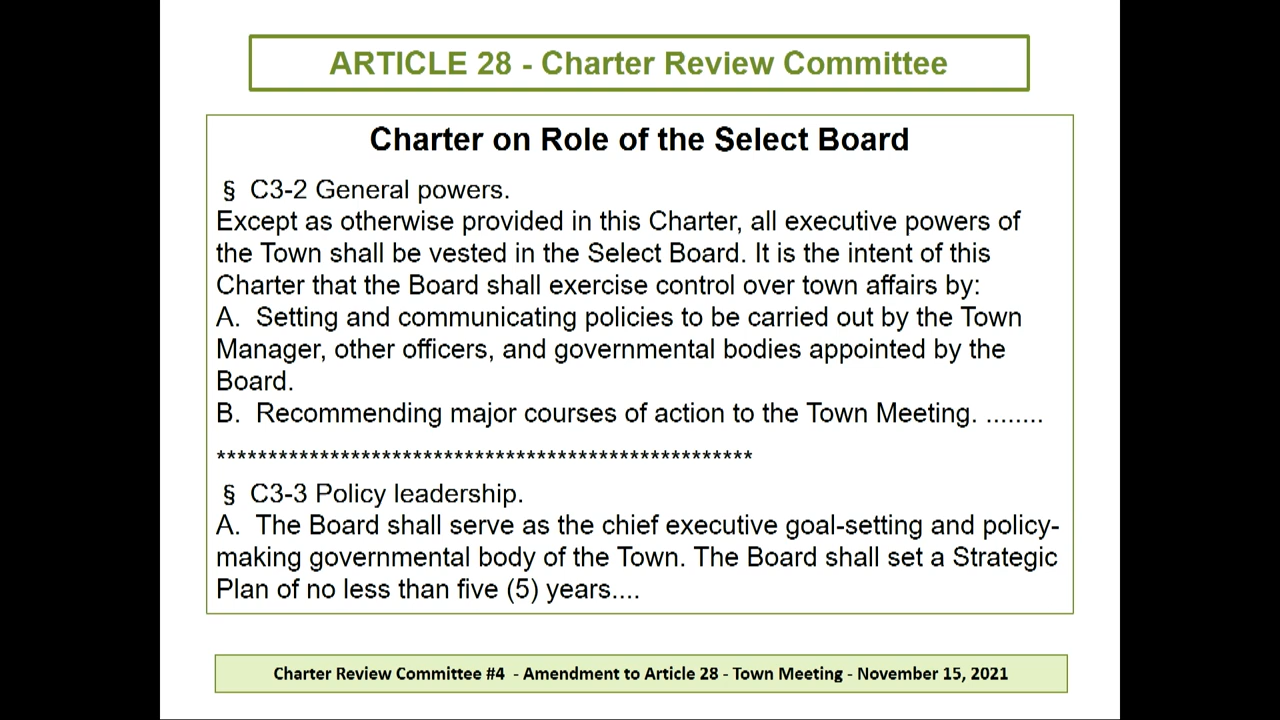 ARTICLE 28 - Charter Review Committee
Charter on Role of the Select Board
§ C3-2 General powers.
Except as otherwise provided in this Charter, all executive powers of
the Town shall be vested in the Select Board. It is the intent of this
Charter that the Board shall exercise control over town affairs by:
A. Setting and communicating policies to be carried out by the Town
Manager, other officers, and governmental bodies appointed by the
Board.
B. Recommending major courses of action to the Town Meeting. ........
****************************************************
§ C3-3 Policy leadership.
A. The Board shall serve as the chief executive goal-setting and policy-
making governmental body of the Town. The Board shall set a Strategic
Plan of no less than five (5) years....
Charter Review Committee #4 - Amendment to Article 28 - Town Meeting - November 15, 2021